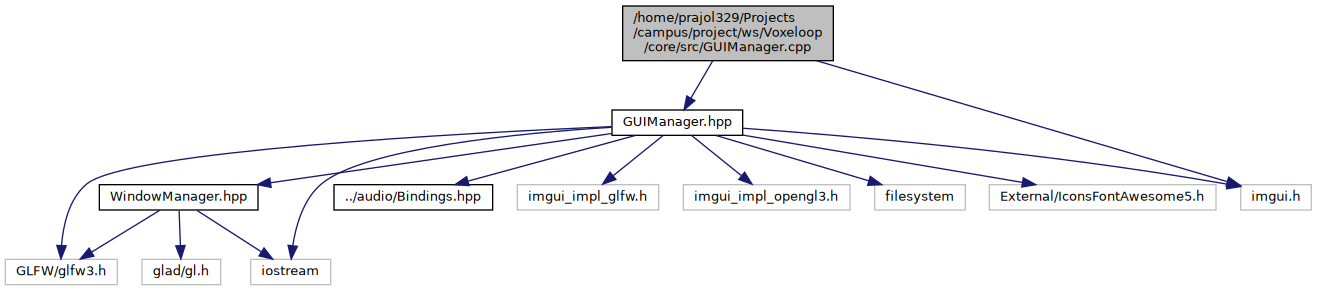 /home/prajol329/Projects
/campus/project/ws/Voxeloop
/core/src/GUIManager.cpp
GUIManager.hpp
WindowManager.hpp
../audio/Bindings.hpp
imgui_impl_glfw.h
imgui_impl_opengl3.h
filesystem
External/IconsFontAwesome5.h
imgui.h
GLFW/glfw3.h
glad/gl.h
iostream